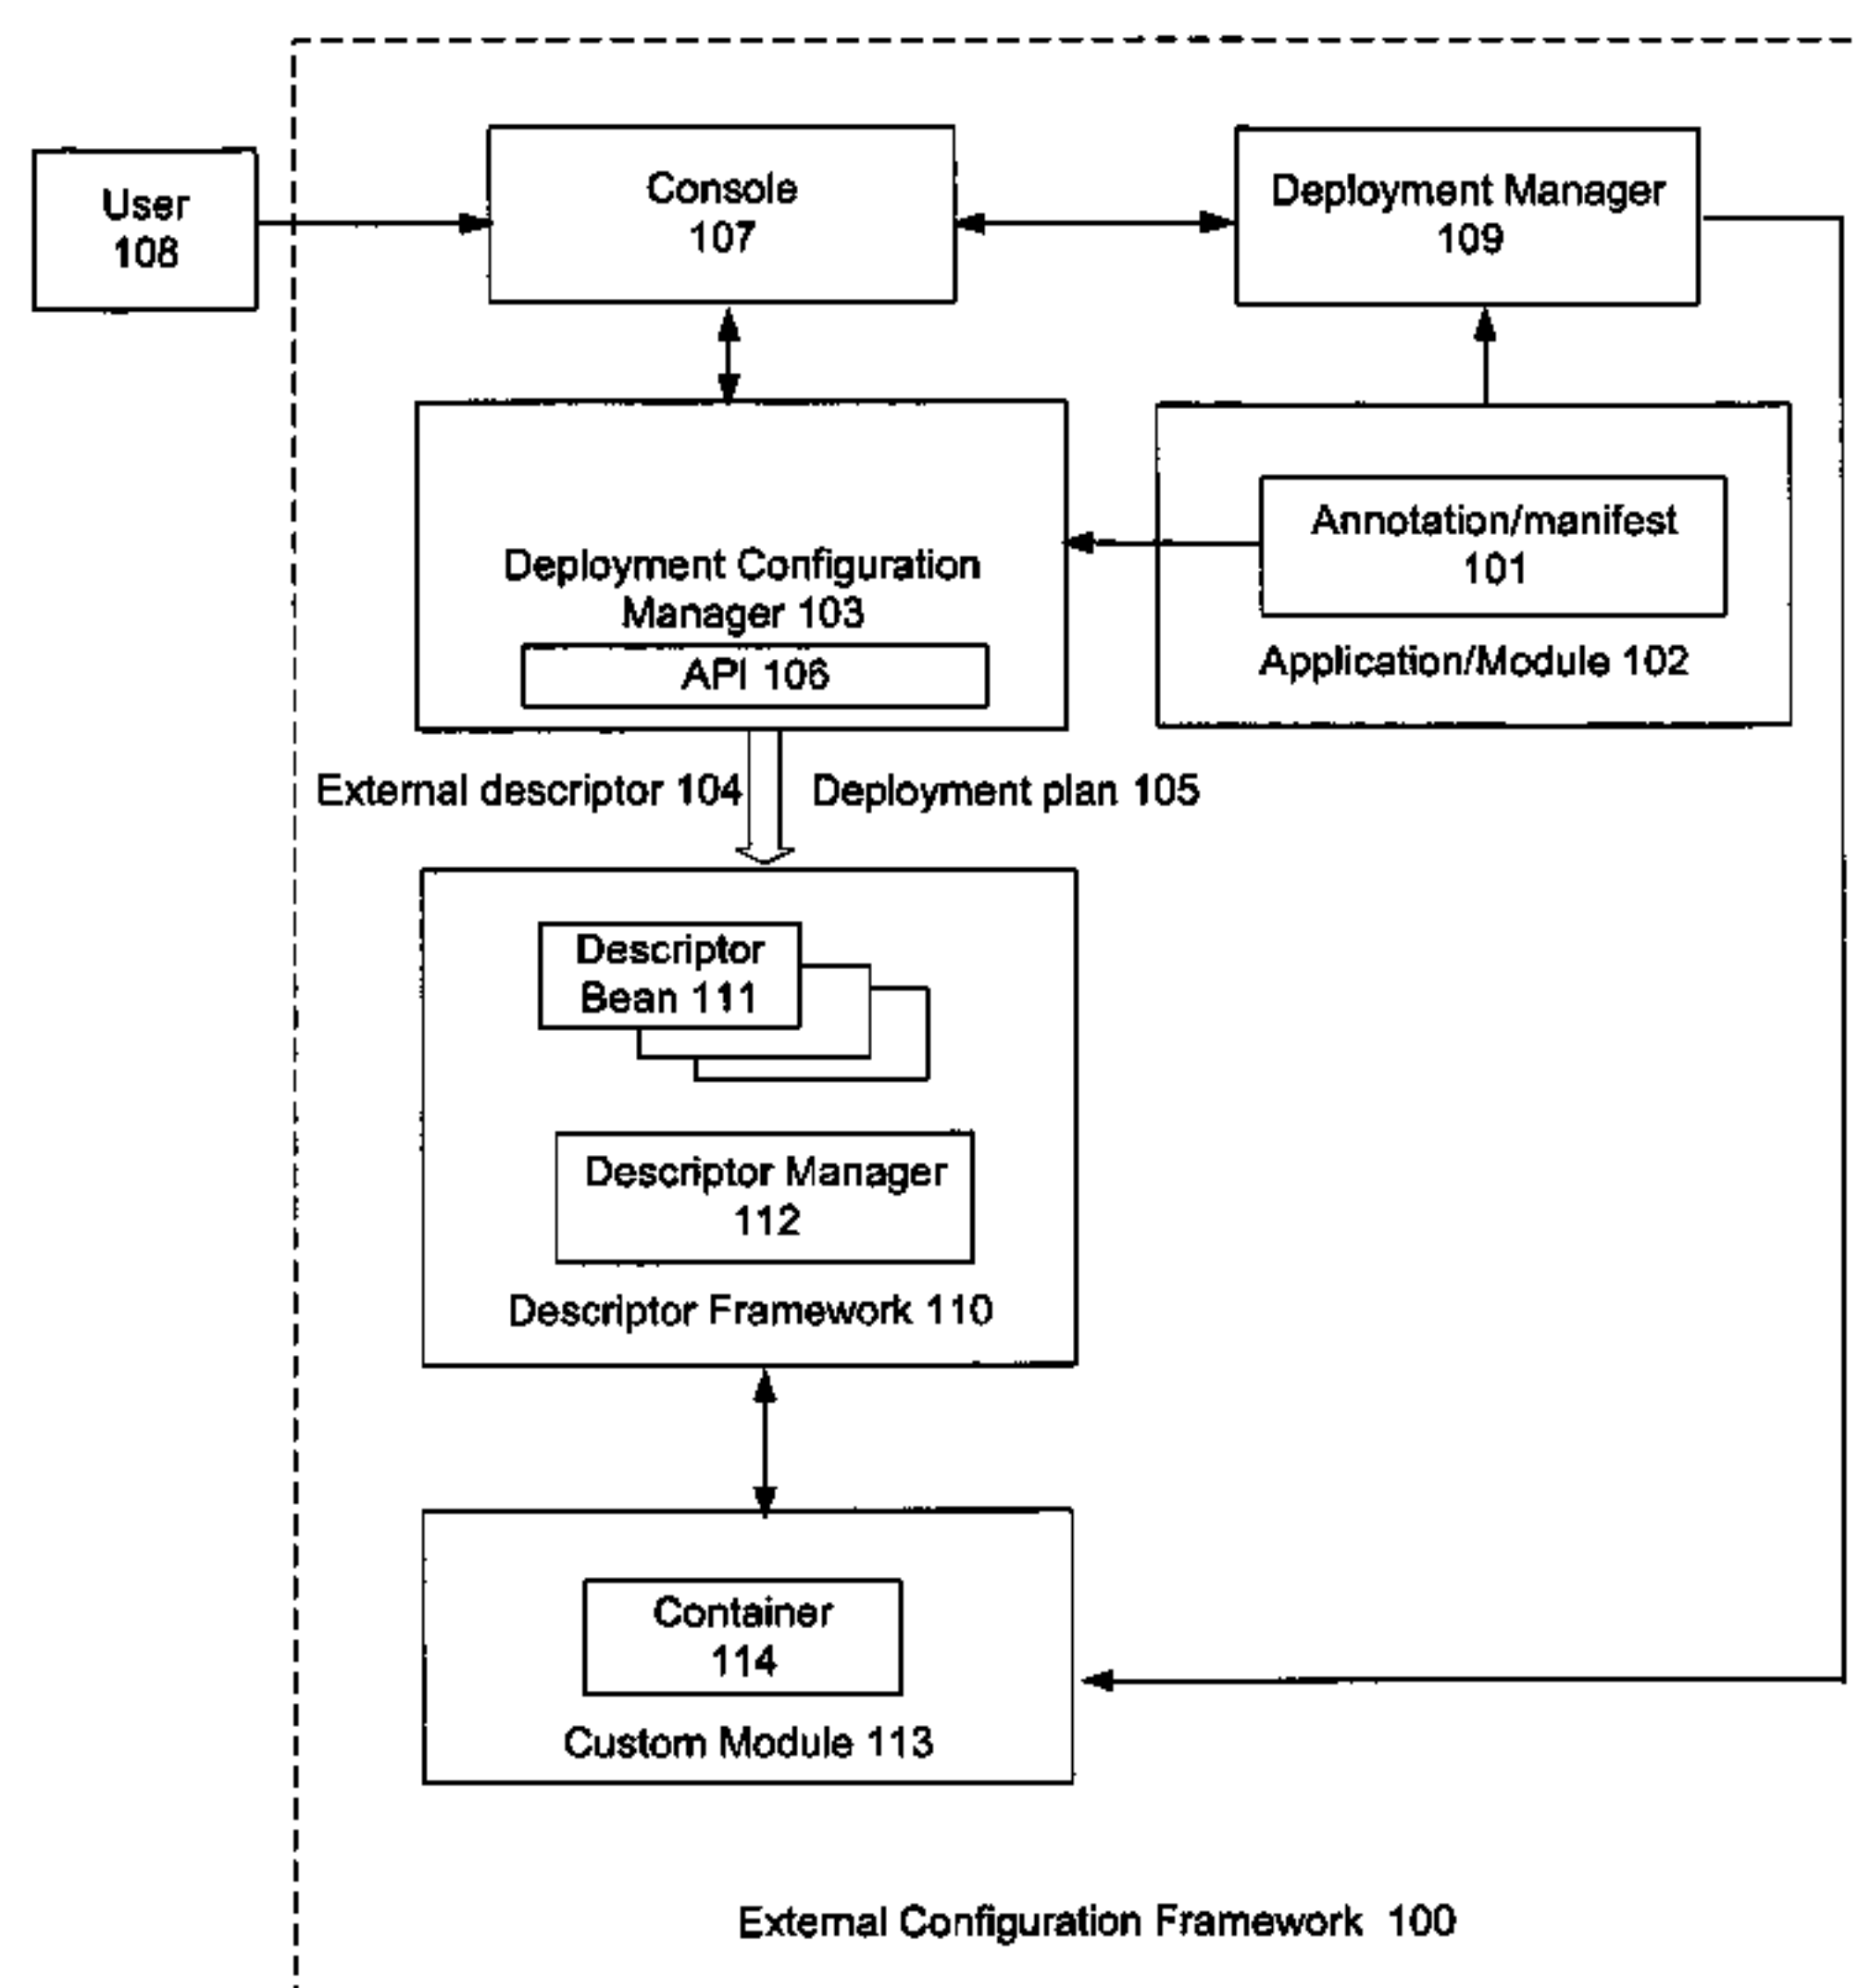 User
108
Console
107
Deployment Manager
109
Deployment Configuration
Manager 103
API 106
Annotation/manifest
101
Application/Module 102
External descriptor 104
Deployment plan 105
Descriptor
Bean 111
Descriptor Manager
112
Descriptor Framework 110
Container
114
Custom Module 113
External Configuration Framework 100